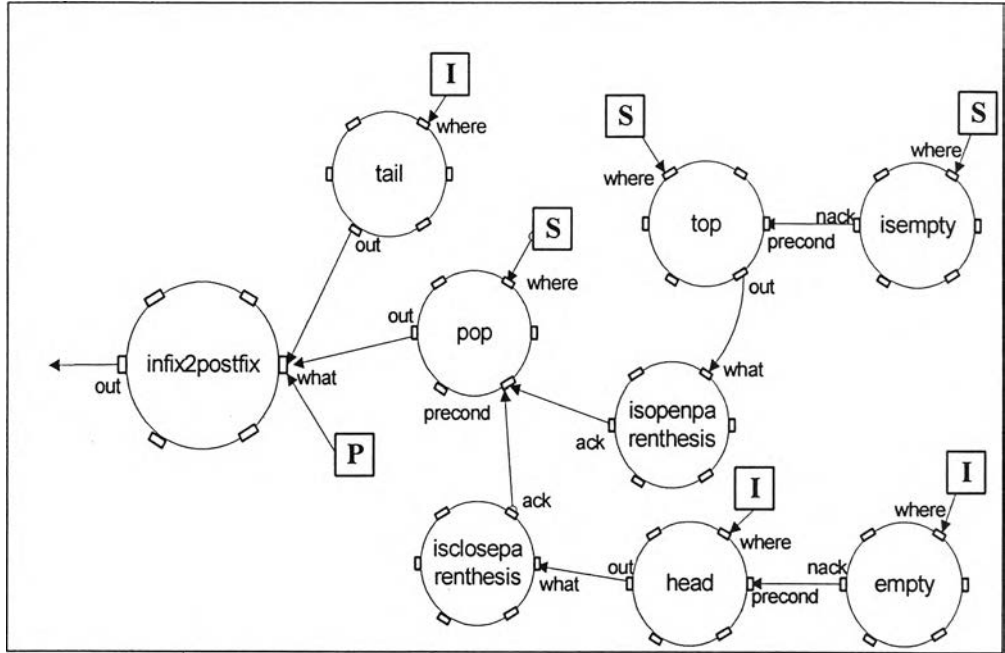 I
where
tail
out
S
where
S
where
top
nack
precond
isempty
out
S
where
out
pop
precond
infix2postfix
what
out
P
what
isopenpa
renthesis
ack
I
where
I
where
ack
isclosepa
renthesis
what
out
head
nack
precond
empty